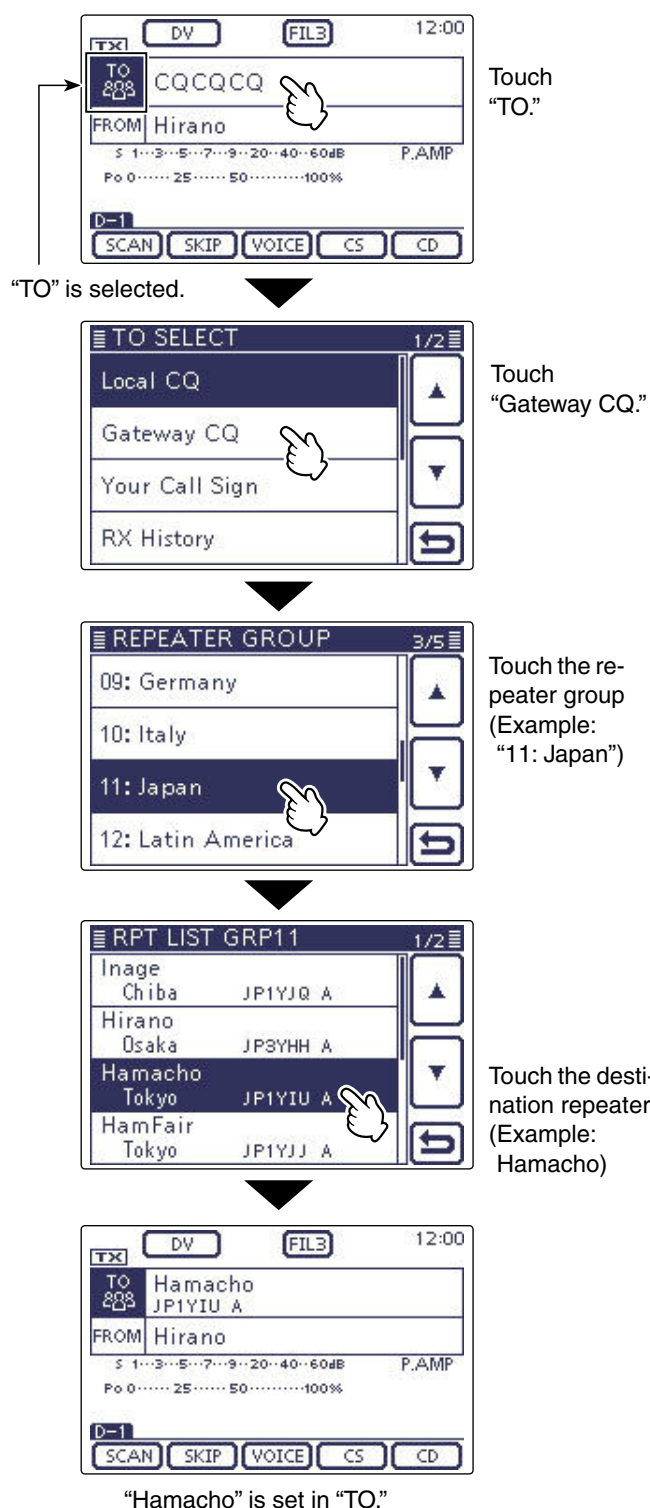 DV FIL3 12:00
TX
TO CQCQCQ
Touch
“TO.”
FROM Hirano
S 1···3···5···7···9··20··40··60dB P.AMP
Po 0······ 25······ 50·········100%
D-1
SCAN SKIP VOICE CS CD
“TO” is selected.
TO SELECT 1/2
Local CQ
Gateway CQ
Your Call Sign
RX History
Touch
“Gateway CQ.”
REPEATER GROUP 3/5
09: Germany
10: Italy
11: Japan
12: Latin America
Touch the re-
peater group
(Example:
“11: Japan”)
RPT LIST GRP11 1/2
Inage
Chiba JP1YJQ A
Hirano
Osaka JP3YHH A
Hamacho
Tokyo JP1YIU A
HamFair
Tokyo JP1YJJ A
Touch the desti-
nation repeater
(Example:
Hamacho)
DV FIL3 12:00
TX
TO Hamacho
JP1YIU A
FROM Hirano
S 1···3···5···7···9··20··40··60dB P.AMP
Po 0······ 25······ 50·········100%
D-1
SCAN SKIP VOICE CS CD
“Hamacho” is set in “TO.”